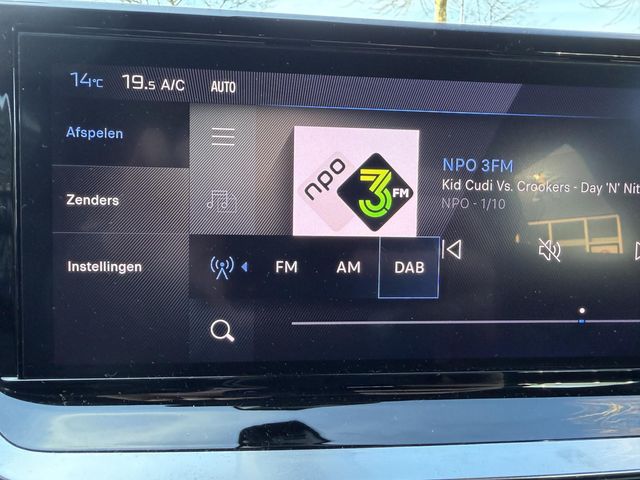 14°C 19.5 A/C AUTO
Afspelen
Zenders
Instellingen
npo 3FM
NPO 3FM
Kid Cudi Vs. Crookers - Day 'N' Nit
NPO - 1/10
FM AM DAB